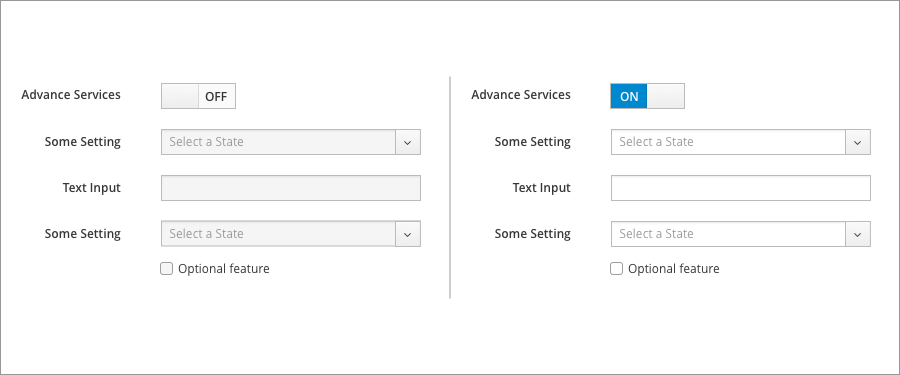 Advance Services OFF
Some Setting Select a State
Text Input
Some Setting Select a State
Optional feature
Advance Services ON
Some Setting Select a State
Text Input
Some Setting Select a State
Optional feature